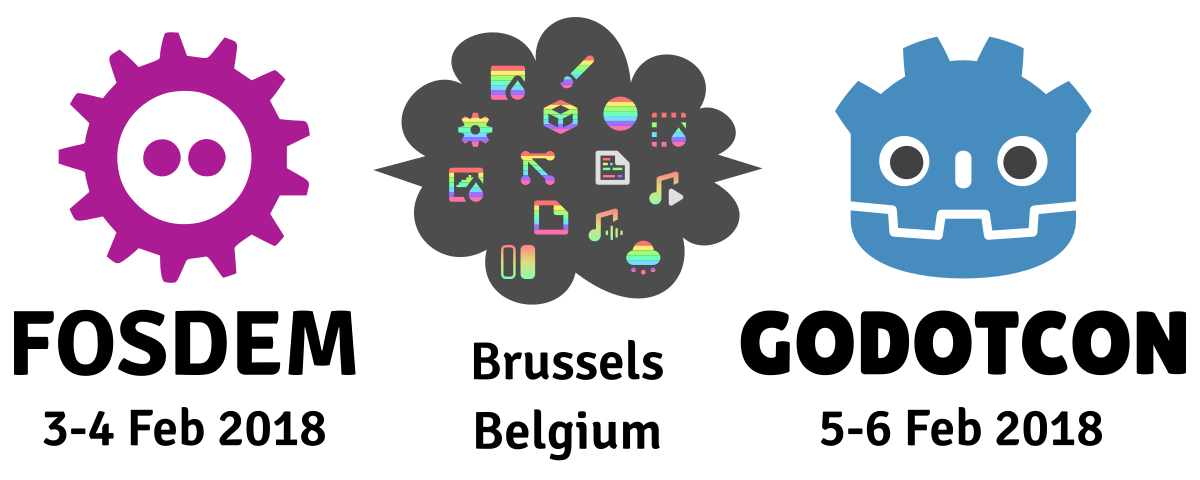 FOSDEM
3-4 Feb 2018
Brussels
Belgium
GODOTCON
5-6 Feb 2018